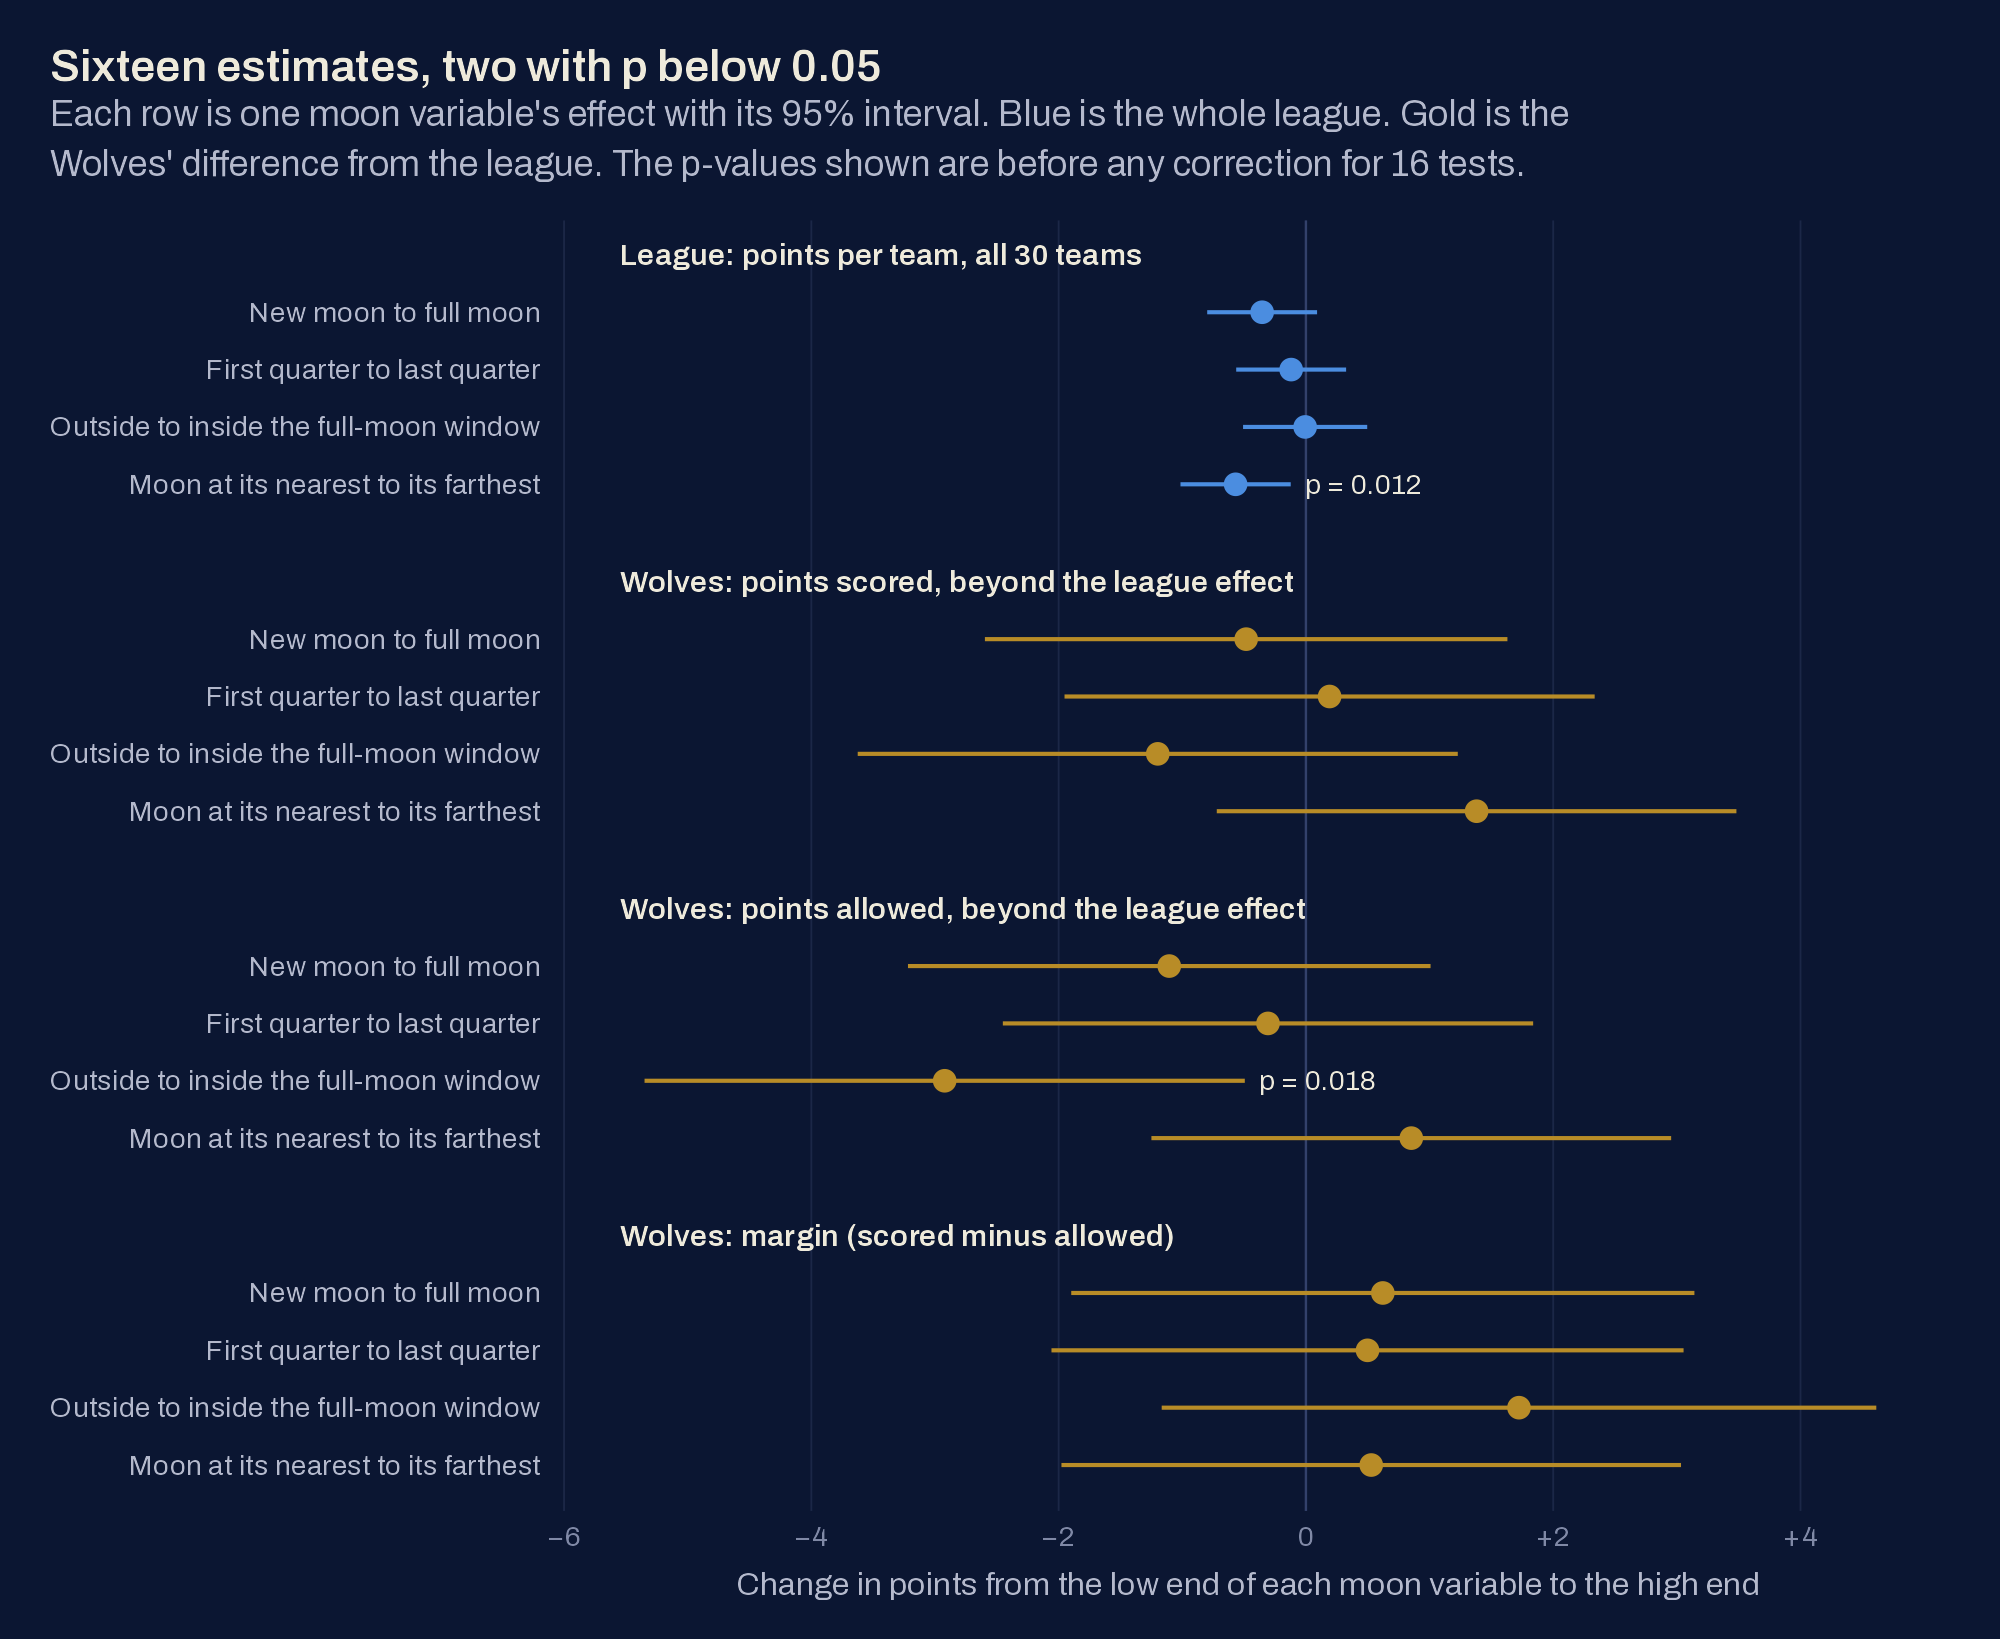 Sixteen estimates, two with p below 0.05
Each row is one moon variable's effect with its 95% interval. Blue is the whole league. Gold is the
Wolves' difference from the league. The p-values shown are before any correction for 16 tests.
League: points per team, all 30 teams
New moon to full moon
First quarter to last quarter
Outside to inside the full-moon window
Moon at its nearest to its farthest
p = 0.012
Wolves: points scored, beyond the league effect
New moon to full moon
First quarter to last quarter
Outside to inside the full-moon window
Moon at its nearest to its farthest
Wolves: points allowed, beyond the league effect
New moon to full moon
First quarter to last quarter
Outside to inside the full-moon window
p = 0.018
Moon at its nearest to its farthest
Wolves: margin (scored minus allowed)
New moon to full moon
First quarter to last quarter
Outside to inside the full-moon window
Moon at its nearest to its farthest
−6 −4 −2 0 +2 +4
Change in points from the low end of each moon variable to the high end